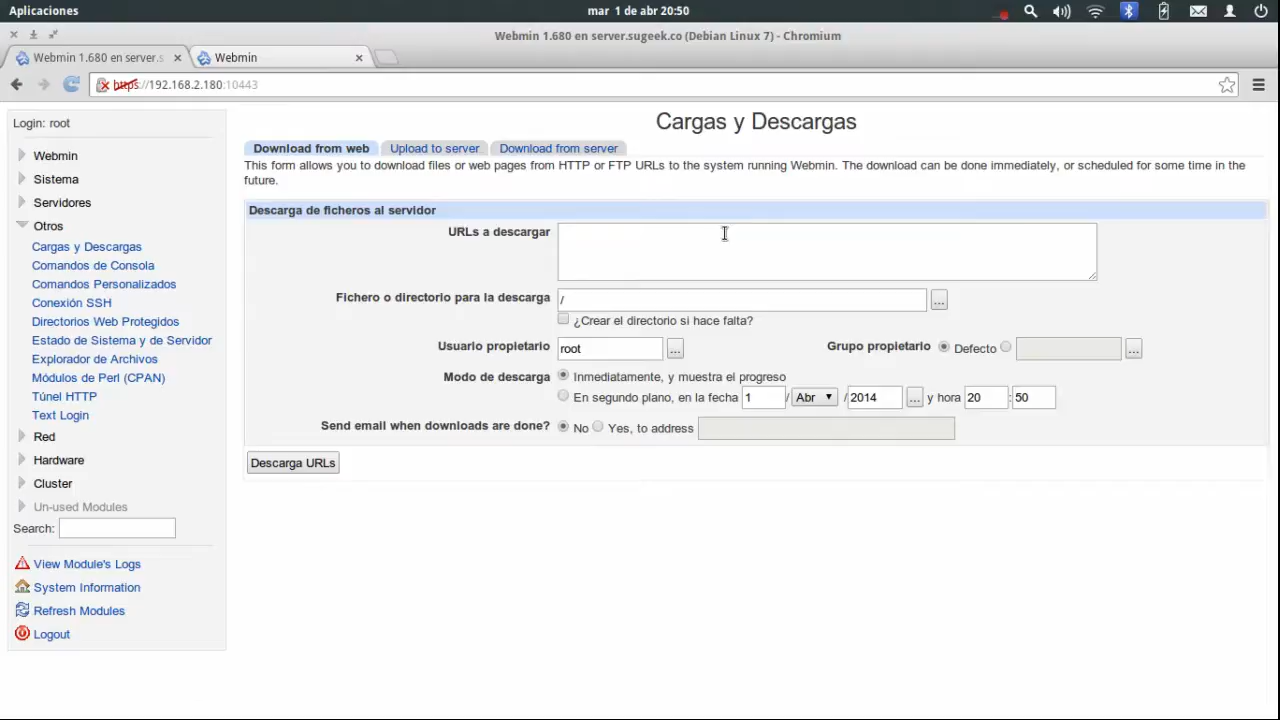 Aplicaciones
mar 1 de abr 20:50
Webmin 1.680 en server.sugeek.co (Debian Linux 7) - Chromium
Webmin 1.680 en server.s
Webmin
https://192.168.2.180:10443
Login: root
Webmin
Sistema
Servidores
Otros
Cargas y Descargas
Comandos de Consola
Comandos Personalizados
Conexión SSH
Directorios Web Protegidos
Estado de Sistema y de Servidor
Explorador de Archivos
Módulos de Perl (CPAN)
Túnel HTTP
Text Login
Red
Hardware
Cluster
Un-used Modules
Search:
View Module's Logs
System Information
Refresh Modules
Logout
Cargas y Descargas
Download from web Upload to server Download from server
This form allows you to download files or web pages from HTTP or FTP URLs to the system running Webmin. The download can be done immediately, or scheduled for some time in the
future.
Descarga de ficheros al servidor
URLs a descargar
Fichero o directorio para la descarga / ...
¿Crear el directorio si hace falta?
Usuario propietario root ... Grupo propietario Defecto ...
Modo de descarga Inmediatamente, y muestra el progreso
En segundo plano, en la fecha 1 / Abr / 2014 ... y hora 20 : 50
Send email when downloads are done? No Yes, to address
Descarga URLs